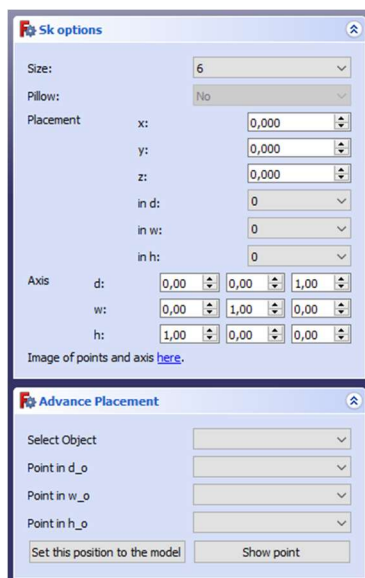 Sk options
Size: 6
Pillow: No
Placement x: 0,000
y: 0,000
z: 0,000
in d: 0
in w: 0
in h: 0
Axis d: 0,00 0,00 1,00
w: 0,00 1,00 0,00
h: 1,00 0,00 0,00
Image of points and axis here.
Advance Placement
Select Object
Point in d_o
Point in w_o
Point in h_o
Set this position to the model Show point